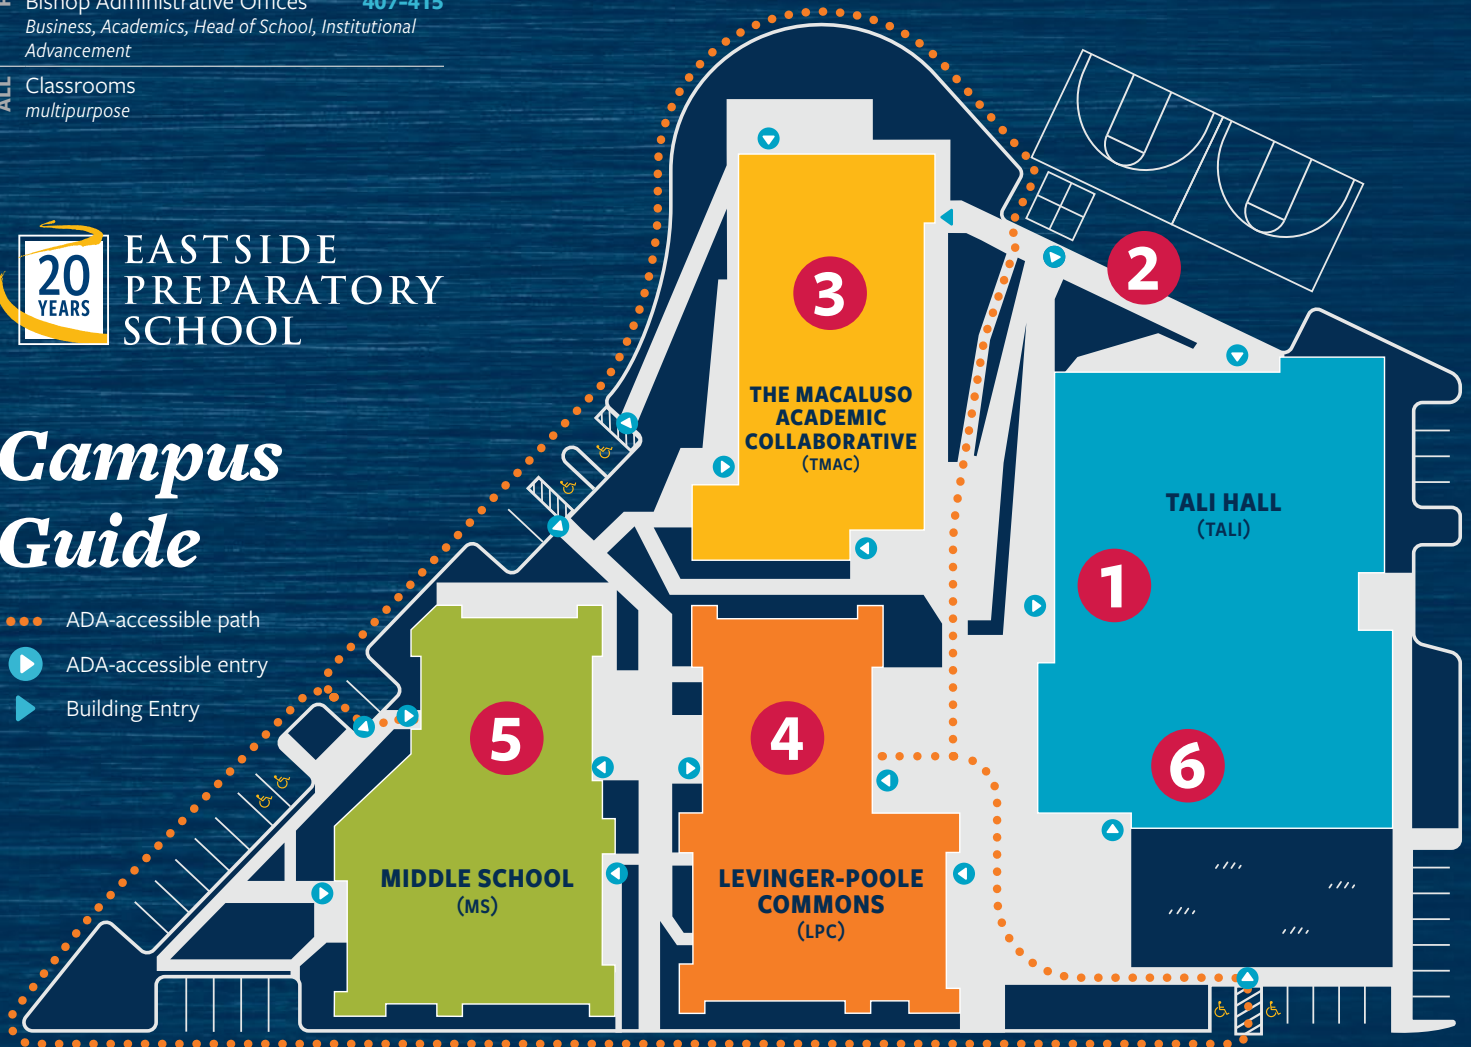 Bishop Administrative Offices 407-415
Business, Academics, Head of School, Institutional
Advancement
ALL
Classrooms
multipurpose
20
YEARS
EASTSIDE
PREPARATORY
SCHOOL
Campus
Guide
ADA-accessible path
ADA-accessible entry
Building Entry
2
3
THE MACALUSO
ACADEMIC
COLLABORATIVE
(TMAC)
TALI HALL
(TALI)
1
6
5
4
MIDDLE SCHOOL
(MS)
LEVINGER-POOLE
COMMONS
(LPC)